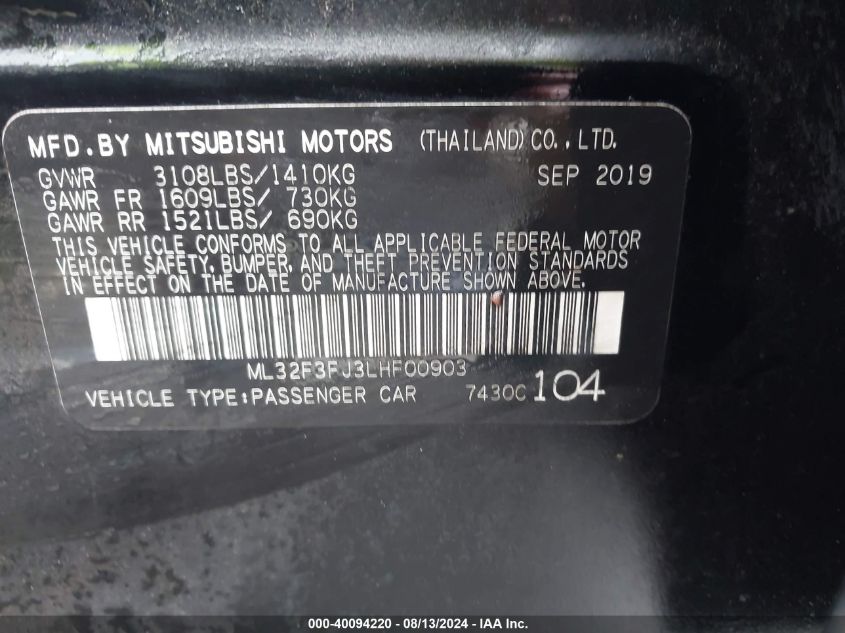 MFD.BY MITSUBISHI MOTORS (THAILAND) CO.,LTD.
GVWR 3108LBS/1410KG SEP 2019
GAWR FR 1609LBS/ 730KG
GAWR RR 1521LBS/ 690KG
THIS VEHICLE CONFORMS TO ALL APPLICABLE FEDERAL MOTOR
VEHICLE SAFETY, BUMPER, AND THEFT PREVENTION STANDARDS
IN EFFECT ON THE DATE OF MANUFACTURE SHOWN ABOVE.
ML32F3FJ3LHF00903
VEHICLE TYPE:PASSENGER CAR 7430C 104
000-40094220 - 08/13/2024 - IAA Inc.